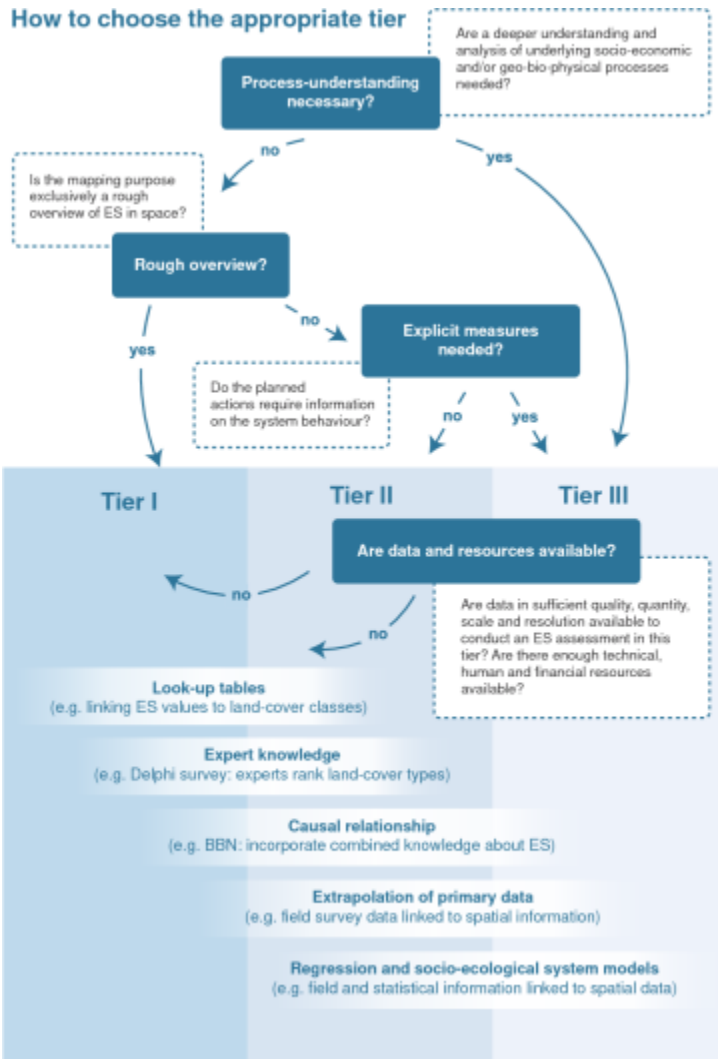 How to choose the appropriate tier
Are a deeper understanding and
analysis of underlying socio-economic
and/or geo-bio-physical processes
needed?
Process-understanding
necessary?
no
yes
Is the mapping purpose
exclusively a rough
overview of ES in space?
Rough overview?
no
yes
Explicit measures
needed?
Do the planned
actions require information
on the system behaviour?
no
yes
Tier I
Tier II
Tier III
Are data and resources available?
no
no
Are data in sufficient quality, quantity,
scale and resolution available to
conduct an ES assessment in this
tier? Are there enough technical,
human and financial resources
available?
Look-up tables
(e.g. linking ES values to land-cover classes)
Expert knowledge
(e.g. Delphi survey: experts rank land-cover types)
Causal relationship
(e.g. BBN: incorporate combined knowledge about ES)
Extrapolation of primary data
(e.g. field survey data linked to spatial information)
Regression and socio-ecological system models
(e.g. field and statistical information linked to spatial data)